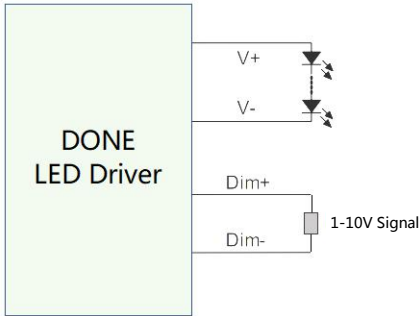 V+
V-
DONE
LED Driver
Dim+
1-10V Signal
Dim-